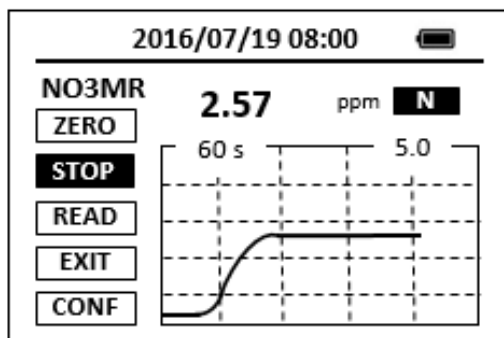 2016/07/19 08:00
NO3MR
2.57 ppm N
ZERO
60 s 5.0
STOP
READ
EXIT
CONF